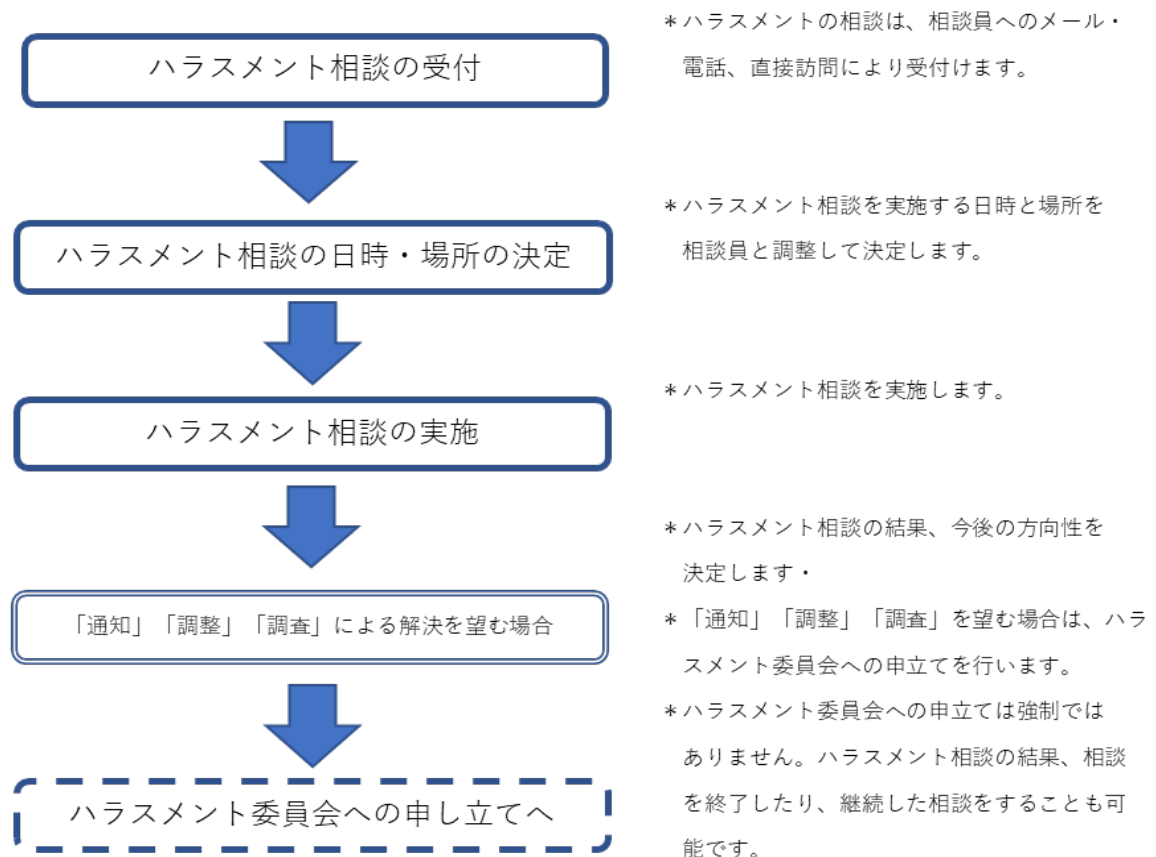 ハラスメント相談の受付
＊ハラスメントの相談は、相談員へのメール・
電話、直接訪問により受付けます。
ハラスメント相談の日時・場所の決定
＊ハラスメント相談を実施する日時と場所を
相談員と調整して決定します。
ハラスメント相談の実施
＊ハラスメント相談を実施します。
「通知」「調整」「調査」による解決を望む場合
＊ハラスメント相談の結果、今後の方向性を
決定します・
＊「通知」「調整」「調査」を望む場合は、ハラ
スメント委員会への申立てを行います。
ハラスメント委員会への申し立てへ
＊ハラスメント委員会への申立ては強制では
ありません。ハラスメント相談の結果、相談
を終了したり、継続した相談をすることも可
能です。